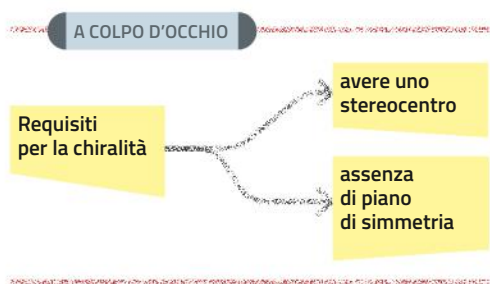 A COLPO D'OCCHIO
Requisiti
per la chiralità
avere uno
stereocentro
assenza
di piano
di simmetria